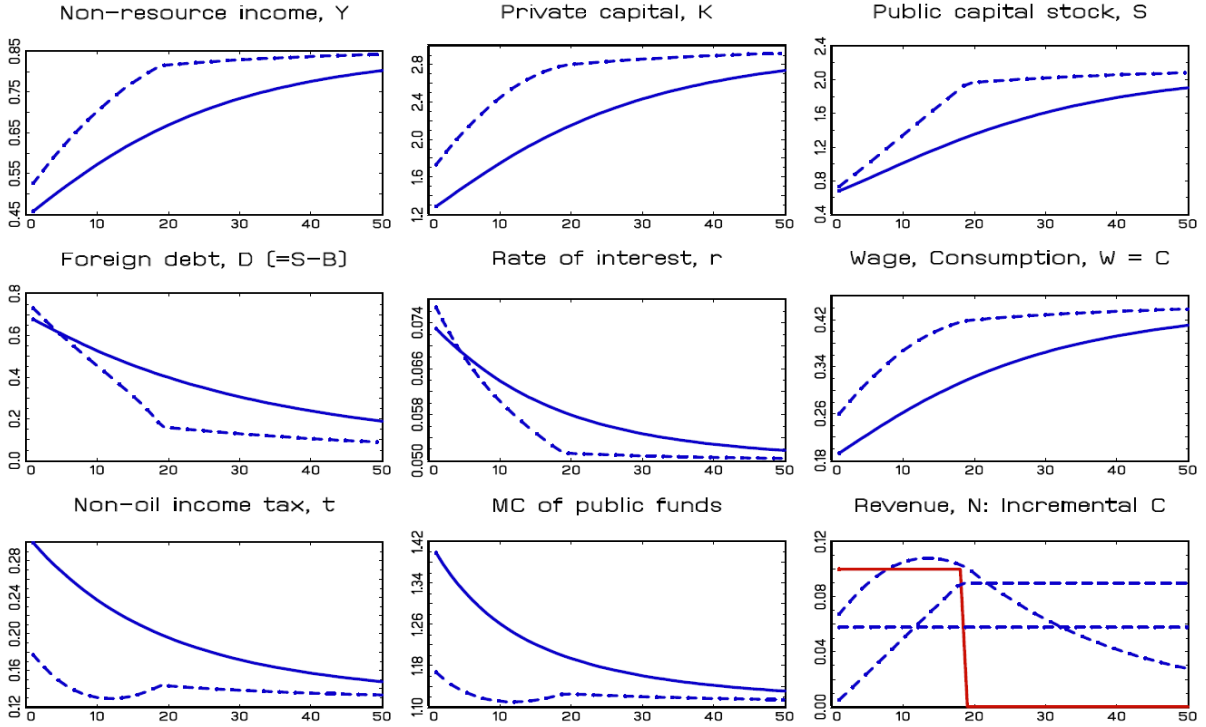 Non-resource income, Y
Private capital, K
Public capital stock, S
0.85
0.75
0.65
0.55
0.45
0 10 20 30 40 50
2.8
2.4
2.0
1.6
1.2
0 10 20 30 40 50
2.4
2.0
1.6
1.2
0.8
0.4
0 10 20 30 40 50
Foreign debt, D (=S-B)
Rate of interest, r
Wage, Consumption, W = C
0.8
0.6
0.4
0.2
0.0
0 10 20 30 40 50
0.074
0.066
0.058
0.050
0 10 20 30 40 50
0.42
0.34
0.26
0.18
0 10 20 30 40 50
Non-oil income tax, t
MC of public funds
Revenue, N: Incremental C
0.28
0.24
0.20
0.16
0.12
0 10 20 30 40 50
1.42
1.34
1.26
1.18
1.10
0 10 20 30 40 50
0.12
0.08
0.04
0.00
0 10 20 30 40 50